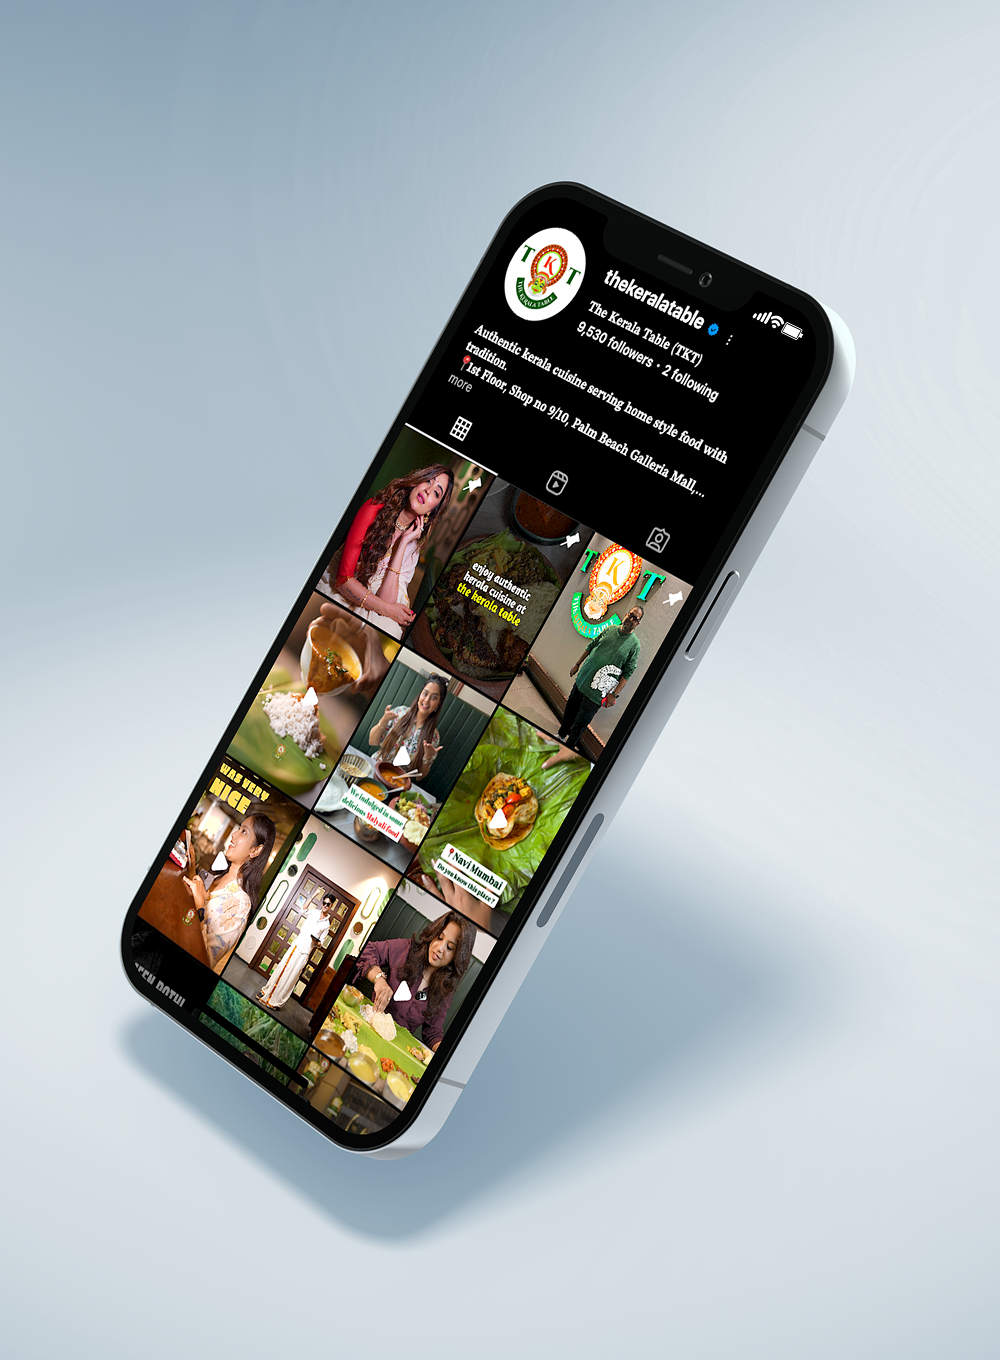 T K T
THE KERALA TABLE
thekeralatable
The Kerala Table (TKT)
9,530 followers · 2 following
Authentic kerala cuisine serving home style food with
tradition.
📍1st Floor, Shop no 9/10, Palm Beach Galleria Mall,...
more
enjoy authentic
kerala cuisine at
the kerala table
T K T
TABLE
We indulged in some
delicious Malyali food
📍Navi Mumbai
Do you know this place?
WAS VERY
NICE